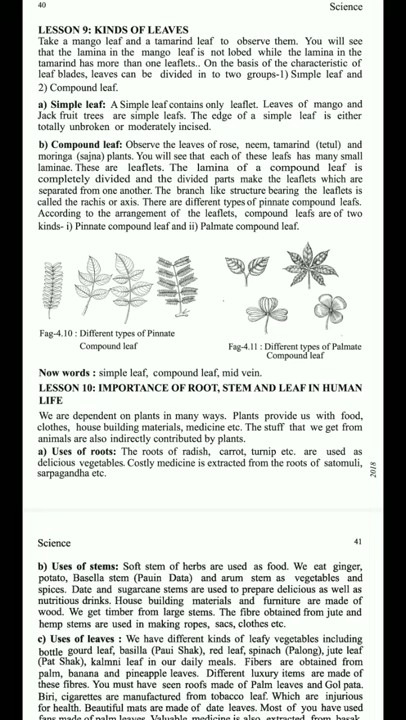 40
Science
LESSON 9: KINDS OF LEAVES
Take a mango leaf and a tamarind leaf to observe them. You will see
that the lamina in the mango leaf is not lobed while the lamina in the
tamarind has more than one leaflets.. On the basis of the characteristic of
leaf blades, leaves can be divided in to two groups-1) Sımple leaf and
2) Compound leaf.
a) Simple leaf: A Simple leaf contains only leaflet. Leaves of mango and
Jack fruit trees are simple leafs. The edge of a simple leaf is either
totally unbroken or moderately incised.
b) Compound leaf: Observe the leaves of rose, neem, tamarind (tetul) and
moringa (sajna) plants. You will see that each of these leafs has many small
laminae. These are leaflets. The lamina of a compound leaf is
completely divided and the divided parts make the leaflets which are
separated from one another. The branch like structure bearing the leaflets is
called the rachis or axis. There are different types of pinnate compound leafs.
According to the arrangement of the leaflets, compound leafs are of two
kinds- i) Pinnate compound leaf and ii) Palmate compound leaf.
Fag-4.10 : Different types of Pinnate
Compound leaf
Fag-4.11 : Different types of Palmate
Compound leaf
Now words : simple leaf, compound leaf, mid vein.
LESSON 10: IMPORTANCE OF ROOT, STEM AND LEAF IN HUMAN
LIFE
We are dependent on plants in many ways. Plants provide us with food,
clothes, house building materials, medicine etc. The stuff that we get from
animals are also indirectly contributed by plants.
a) Uses of roots: The roots of radish, carrot, turnip etc. are used as
delicious vegetables. Costly medicine is extracted from the roots of satomuli,
sarpagandha etc.
2018
Science
41
b) Uses of stems: Soft stem of herbs are used as food. We eat ginger,
potato, Basella stem (Pauin Data) and arum stem as vegetables and
spices. Date and sugarcane stems are used to prepare delicious as well as
nutritious drinks. House building materials and furniture are made of
wood. We get timber from large stems. The fibre obtained from jute and
hemp stems are used in making ropes, sacs, clothes etc.
c) Uses of leaves : We have different kinds of leafy vegetables including
bottle gourd leaf, basilla (Paui Shak), red leaf, spinach (Palong), jute leaf
(Pat Shak), kalmni leaf in our daily meals. Fibers are obtained from
palm, banana and pineapple leaves. Different luxury items are made of
these fibres. You must have seen roofs made of Palm leaves and Gol pata.
Biri, cigarettes are manufactured from tobacco leaf. Which are injurious
for health. Beautiful mats are made of date leaves. Most of you have used
fans made of palm leaves. Valuable medicine is also extracted from basak,